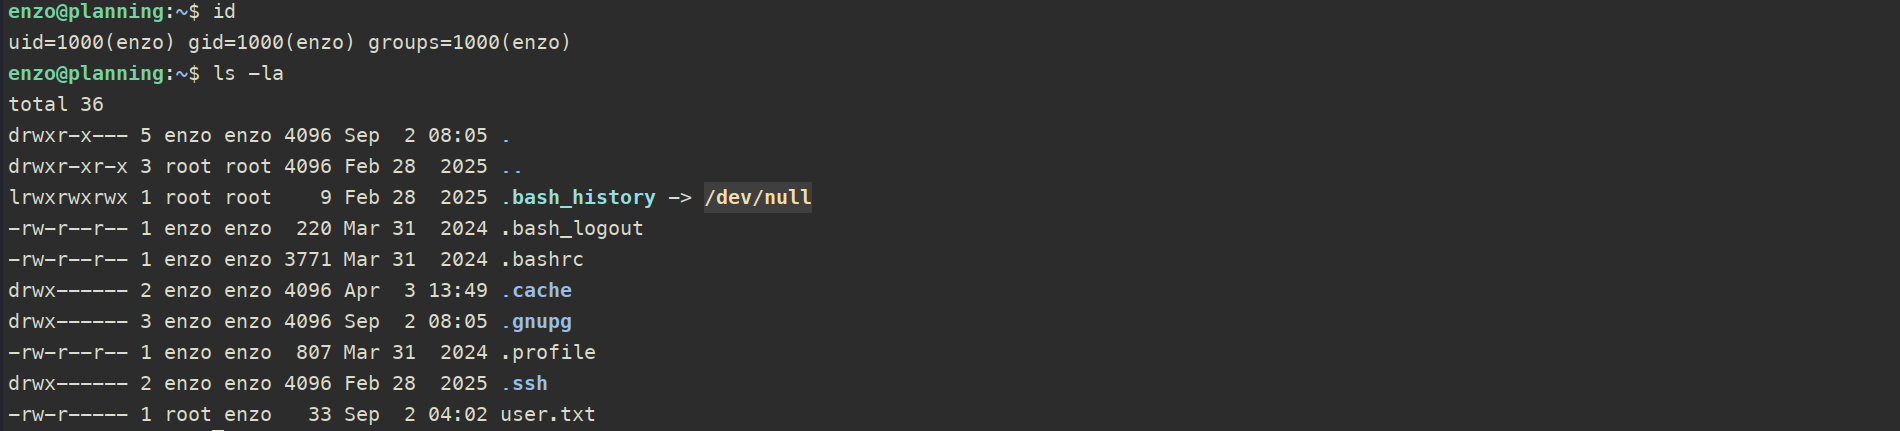 enzo@planning:~$ id
uid=1000(enzo) gid=1000(enzo) groups=1000(enzo)
enzo@planning:~$ ls -la
total 36
drwxr-x--- 5 enzo enzo 4096 Sep  2 08:05 .
drwxr-xr-x 3 root root 4096 Feb 28  2025 ..
lrwxrwxrwx 1 root root    9 Feb 28  2025 .bash_history -> /dev/null
-rw-r--r-- 1 enzo enzo  220 Mar 31  2024 .bash_logout
-rw-r--r-- 1 enzo enzo 3771 Mar 31  2024 .bashrc
drwx------ 2 enzo enzo 4096 Apr  3 13:49 .cache
drwx------ 3 enzo enzo 4096 Sep  2 08:05 .gnupg
-rw-r--r-- 1 enzo enzo  807 Mar 31  2024 .profile
drwx------ 2 enzo enzo 4096 Feb 28  2025 .ssh
-rw-r----- 1 root enzo   33 Sep  2 04:02 user.txt